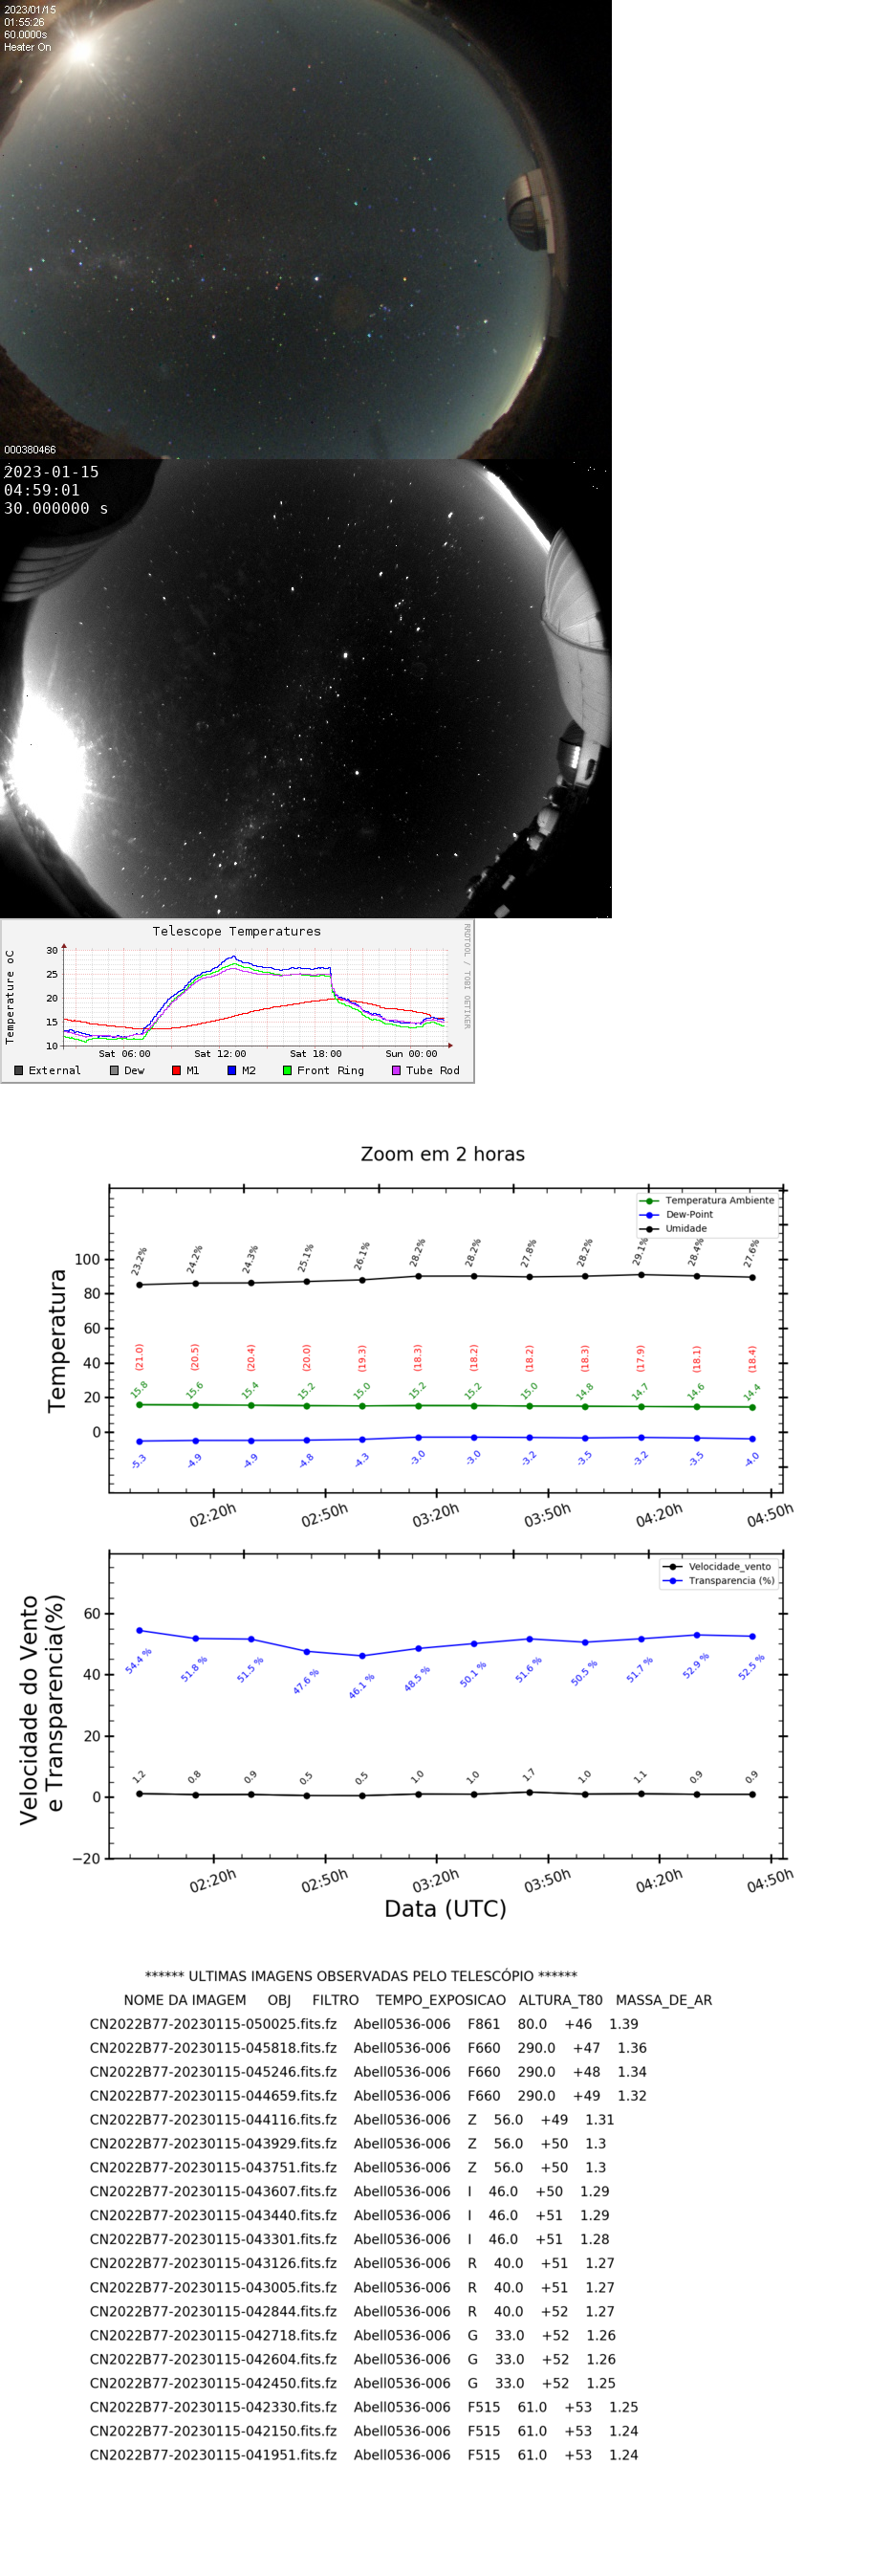 2023/01/15
01:55:26
60.0000s
Heater On
000380466
2023-01-15
04:59:01
30.000000 s
Telescope Temperatures
RRDTOOL / TOBI OETIKER
Temperature oC
30
25
20
15
10
Sat 06:00 Sat 12:00 Sat 18:00 Sun 00:00
External Dew M1 M2 Front Ring Tube Rod
Zoom em 2 horas
Temperatura Ambiente
Dew-Point
Umidade
Temperatura
100
80
60
40
20
0
23.2% 24.2% 24.3% 25.1% 26.1% 28.2% 28.2% 27.8% 28.2% 29.1% 28.4% 27.6%
(21.0) (20.5) (20.4) (20.0) (19.3) (18.3) (18.2) (18.2) (18.3) (17.9) (18.1) (18.4)
15.8 15.6 15.4 15.2 15.0 15.2 15.2 15.0 14.8 14.7 14.6 14.4
-5.3 -4.9 -4.9 -4.8 -4.3 -3.0 -3.0 -3.2 -3.5 -3.2 -3.5 -4.0
02:20h 02:50h 03:20h 03:50h 04:20h 04:50h
Velocidade_vento
Transparencia (%)
Velocidade do Vento
e Transparencia(%)
60
40
20
0
−20
54.4 % 51.8 % 51.5 % 47.6 % 46.1 % 48.5 % 50.1 % 51.6 % 50.5 % 51.7 % 52.9 % 52.5 %
1.2 0.8 0.9 0.5 0.5 1.0 1.0 1.7 1.0 1.1 0.9 0.9
02:20h 02:50h 03:20h 03:50h 04:20h 04:50h
Data (UTC)
****** ULTIMAS IMAGENS OBSERVADAS PELO TELESCÓPIO ******
NOME DA IMAGEM OBJ FILTRO TEMPO_EXPOSICAO ALTURA_T80 MASSA_DE_AR
CN2022B77-20230115-050025.fits.fz Abell0536-006 F861 80.0 +46 1.39
CN2022B77-20230115-045818.fits.fz Abell0536-006 F660 290.0 +47 1.36
CN2022B77-20230115-045246.fits.fz Abell0536-006 F660 290.0 +48 1.34
CN2022B77-20230115-044659.fits.fz Abell0536-006 F660 290.0 +49 1.32
CN2022B77-20230115-044116.fits.fz Abell0536-006 Z 56.0 +49 1.31
CN2022B77-20230115-043929.fits.fz Abell0536-006 Z 56.0 +50 1.3
CN2022B77-20230115-043751.fits.fz Abell0536-006 Z 56.0 +50 1.3
CN2022B77-20230115-043607.fits.fz Abell0536-006 I 46.0 +50 1.29
CN2022B77-20230115-043440.fits.fz Abell0536-006 I 46.0 +51 1.29
CN2022B77-20230115-043301.fits.fz Abell0536-006 I 46.0 +51 1.28
CN2022B77-20230115-043126.fits.fz Abell0536-006 R 40.0 +51 1.27
CN2022B77-20230115-043005.fits.fz Abell0536-006 R 40.0 +51 1.27
CN2022B77-20230115-042844.fits.fz Abell0536-006 R 40.0 +52 1.27
CN2022B77-20230115-042718.fits.fz Abell0536-006 G 33.0 +52 1.26
CN2022B77-20230115-042604.fits.fz Abell0536-006 G 33.0 +52 1.26
CN2022B77-20230115-042450.fits.fz Abell0536-006 G 33.0 +52 1.25
CN2022B77-20230115-042330.fits.fz Abell0536-006 F515 61.0 +53 1.25
CN2022B77-20230115-042150.fits.fz Abell0536-006 F515 61.0 +53 1.24
CN2022B77-20230115-041951.fits.fz Abell0536-006 F515 61.0 +53 1.24